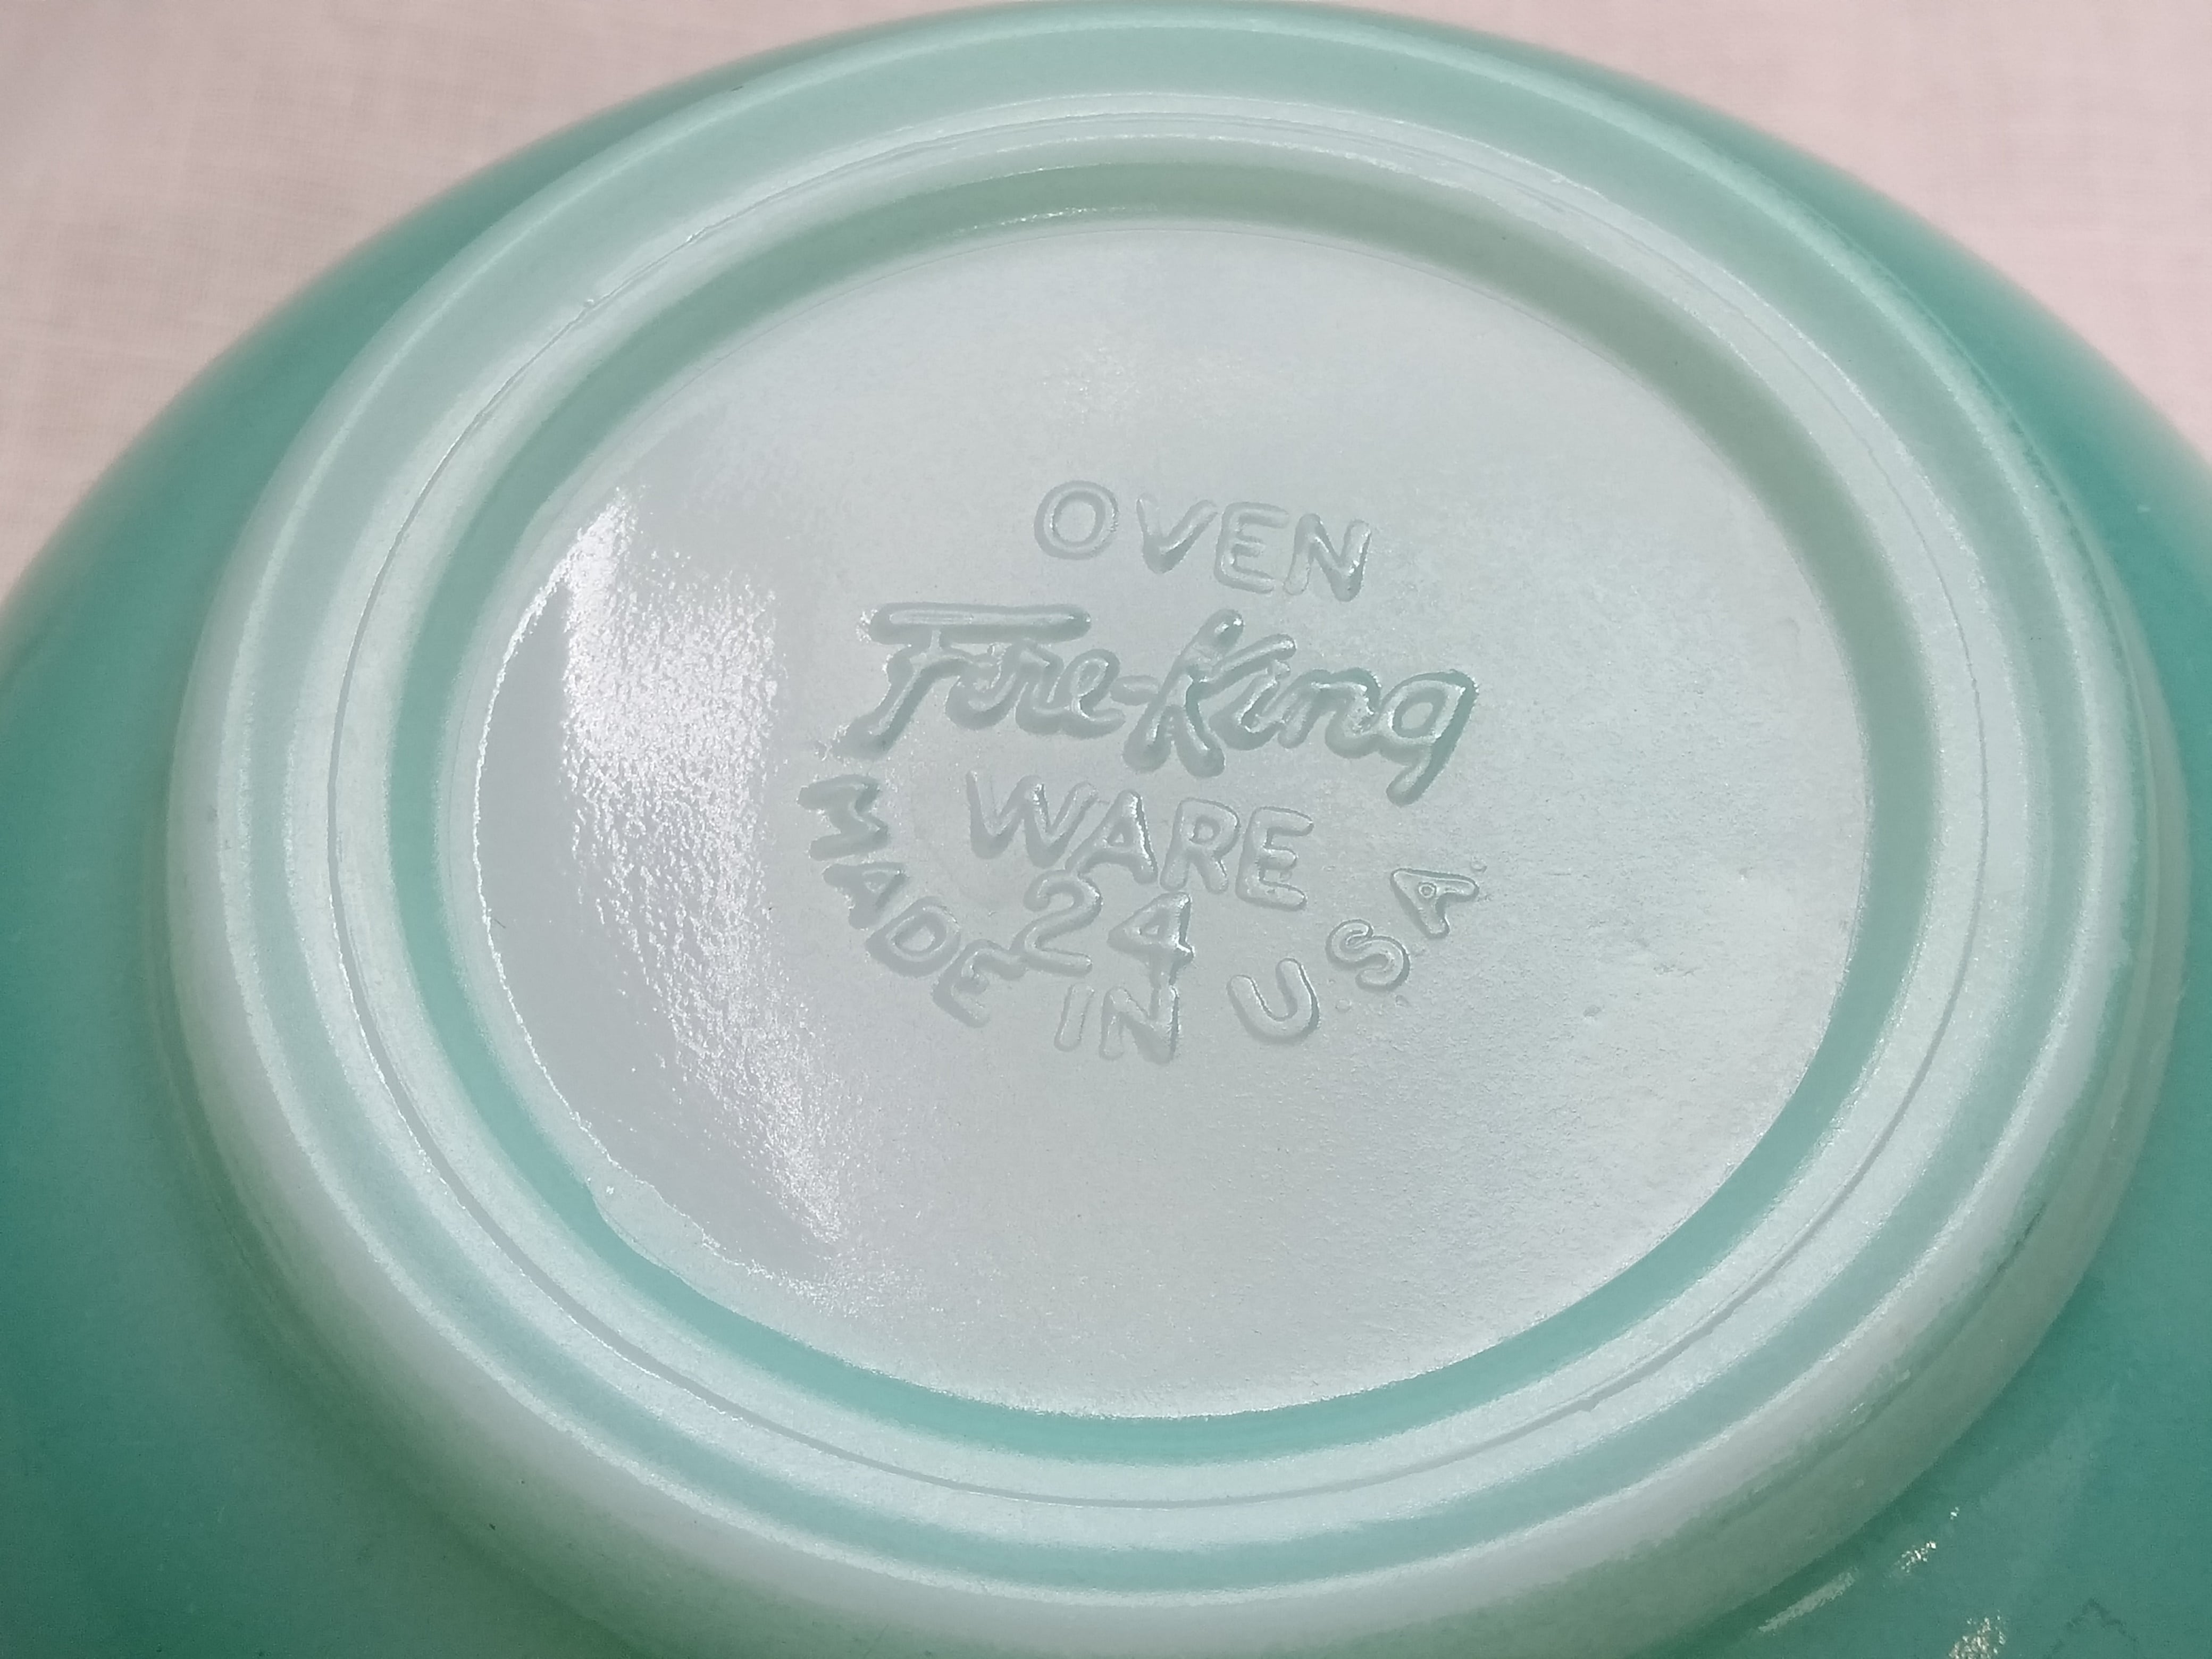 OVEN
Fire-King
WARE
24
MADE IN U.S.A.